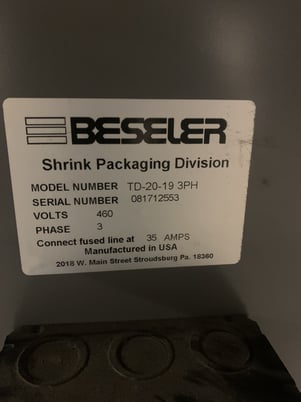 BESELER
Shrink Packaging Division
MODEL NUMBER TD-20-19 3PH
SERIAL NUMBER 081712553
VOLTS 460
PHASE 3
Connect fused line at 35 AMPS
Manufactured in USA
2018 W. Main Street Stroudsburg Pa. 18360